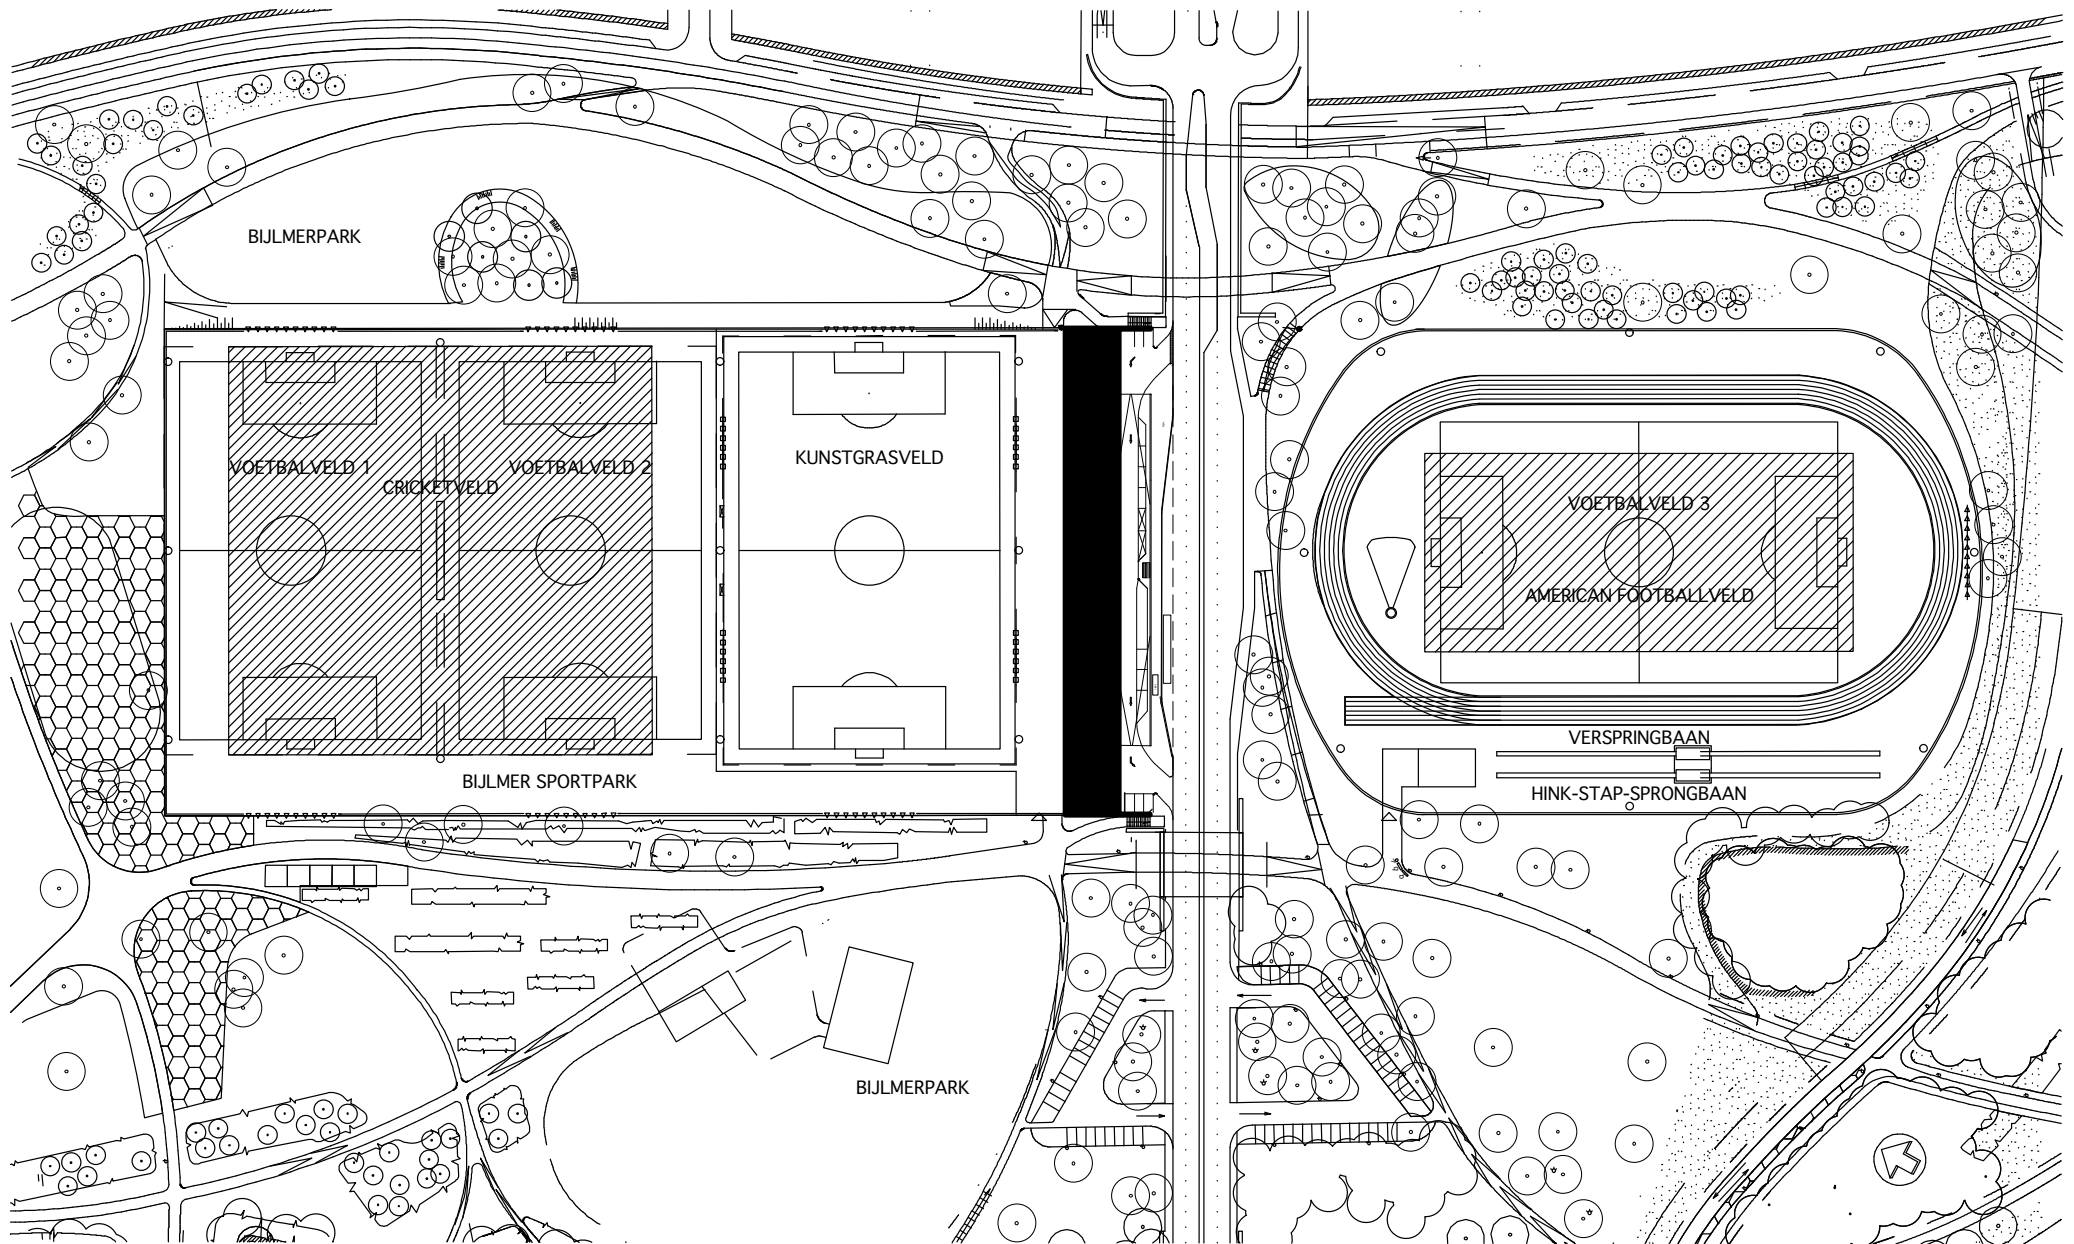 BIJLMERPARK
KUNSTGRASVELD
VOETBALVELD 1
VOETBALVELD 2
CRICKETVELD
VOETBALVELD 3
AMERICAN FOOTBALLVELD
VERSPRINGBAAN
BIJLMER SPORTPARK
HINK-STAP-SPRONGBAAN
BIJLMERPARK